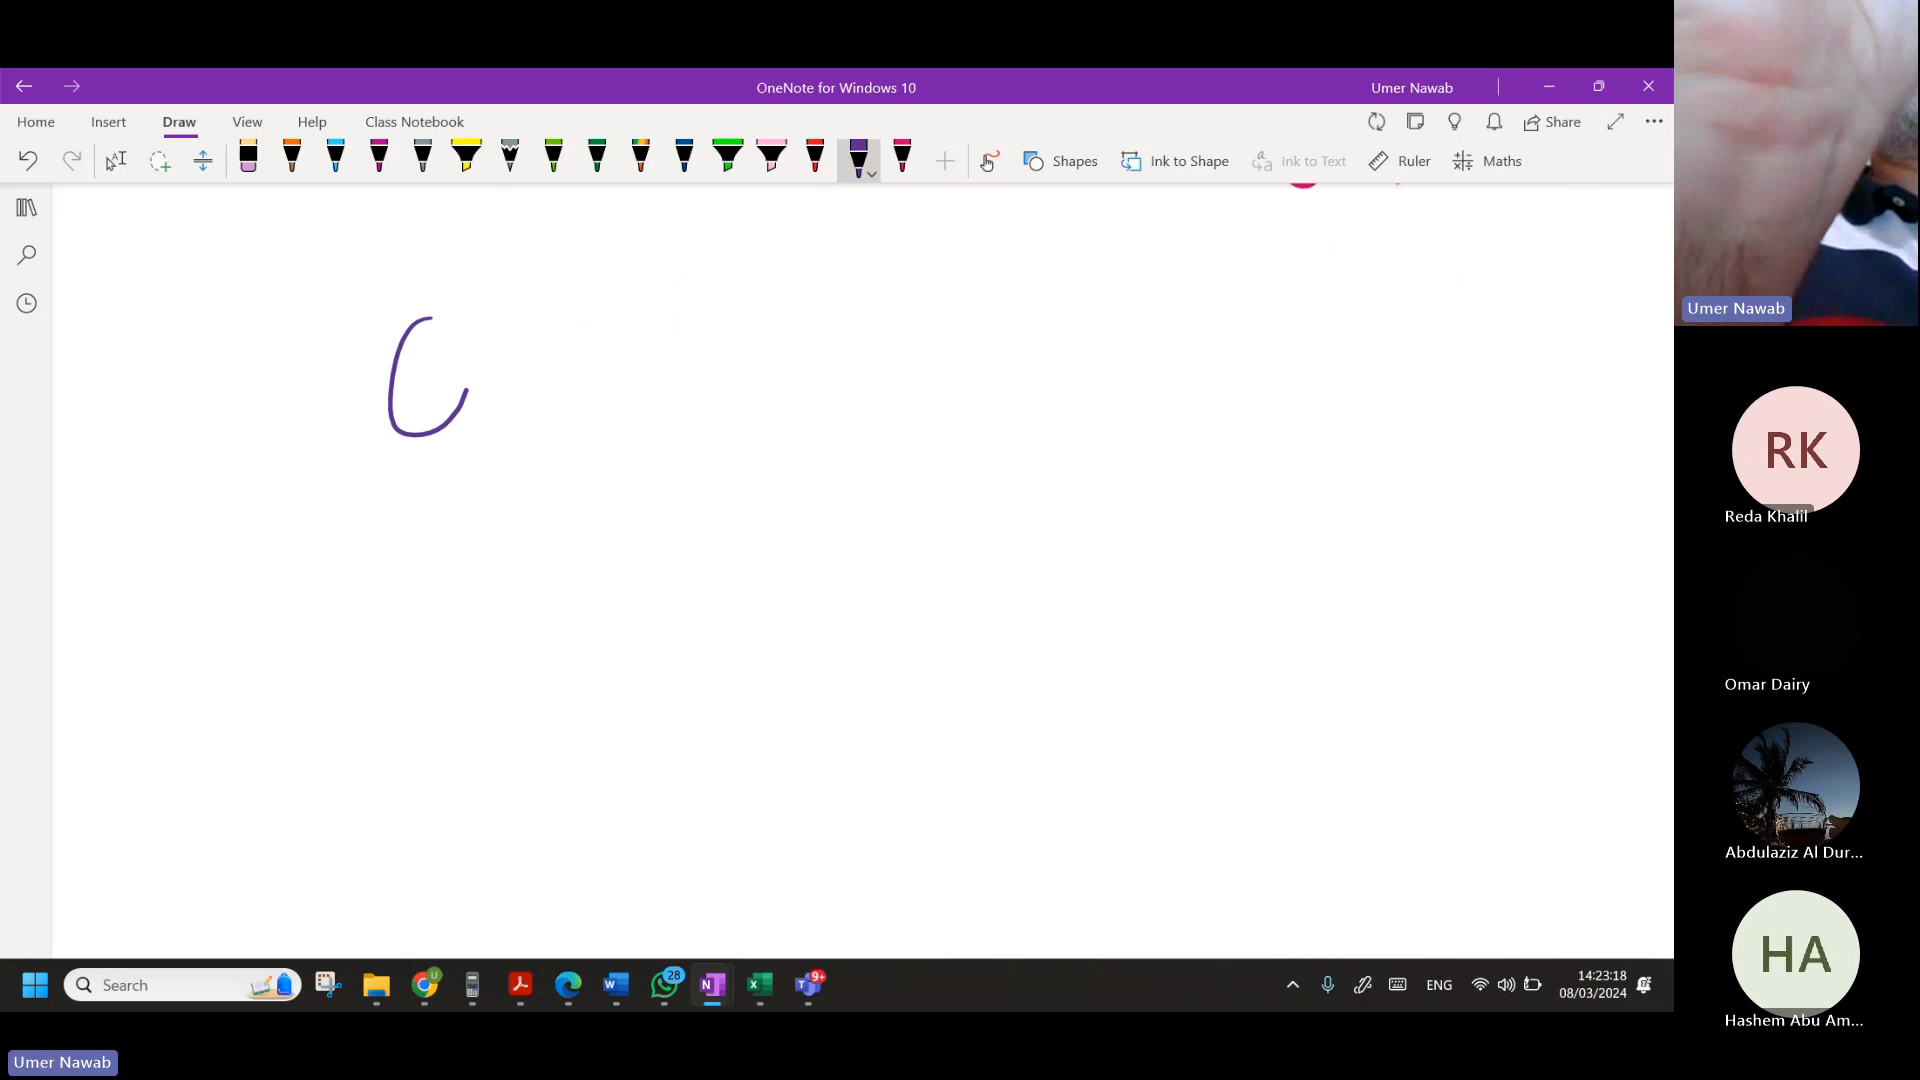 OneNote for Windows 10
Umer Nawab
Home Insert Draw View Help Class Notebook
Share
Shapes Ink to Shape Ink to Text Ruler Maths
C
Umer Nawab
RK
Reda Khalil
Omar Dairy
Abdulaziz Al Dur...
HA
Hashem Abu Am...
Search
U
28
9+
ENG
14:23:18
08/03/2024
Umer Nawab